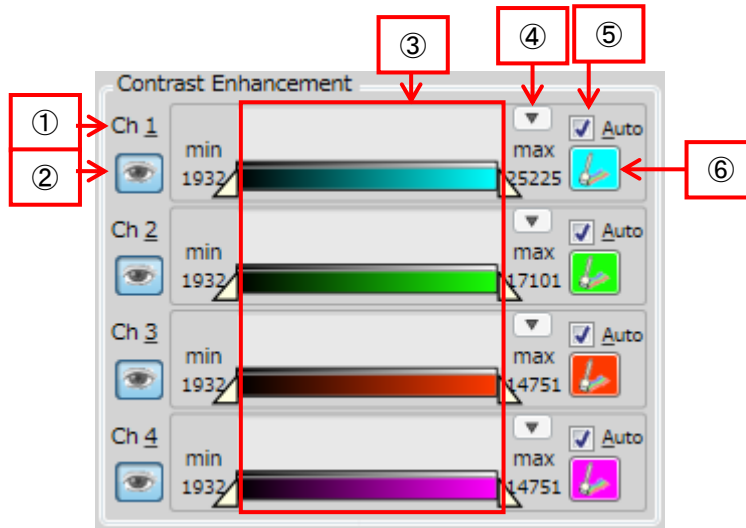 ③ ④ ⑤
Contrast Enhancement
① Ch 1 Auto
② min max
1932 25225 ⑥
Ch 2 Auto
min max
1932 17101
Ch 3 Auto
min max
1932 14751
Ch 4 Auto
min max
1932 14751